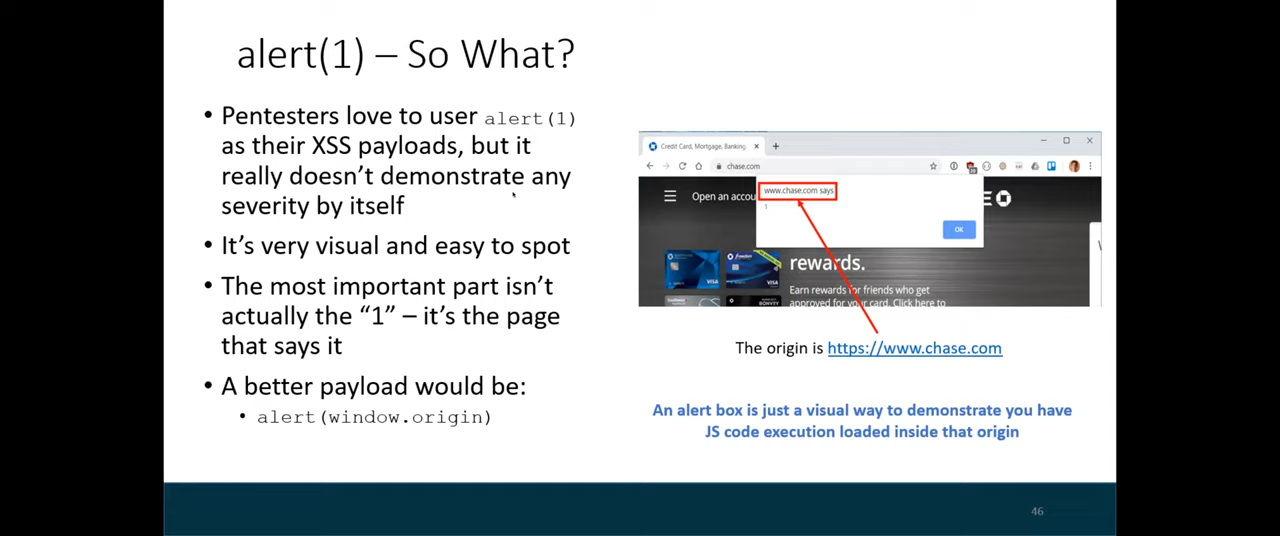 alert(1) – So What?
• Pentesters love to user alert(1)
as their XSS payloads, but it
really doesn't demonstrate any
severity by itself
• It's very visual and easy to spot
• The most important part isn't
actually the “1” – it's the page
that says it
• A better payload would be:
• alert(window.origin)
Credit Card, Mortgage, Banking,
chase.com
www.chase.com says
1
OK
Open an accou
rewards.
Earn rewards for friends who get
approved for your card. Click here to
VISA
VISA
The origin is https://www.chase.com
An alert box is just a visual way to demonstrate you have
JS code execution loaded inside that origin
46